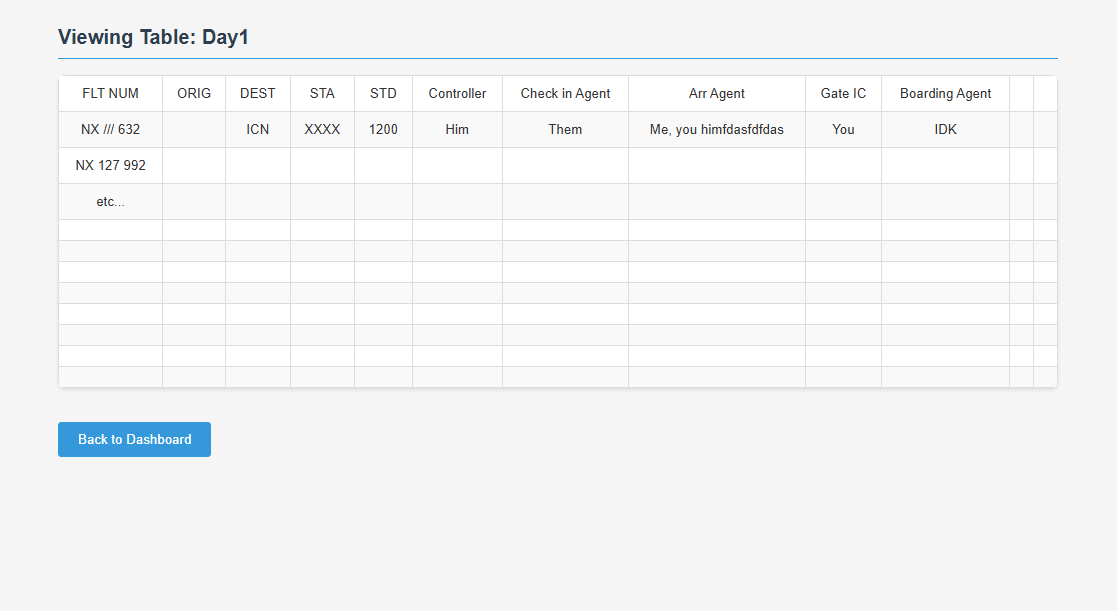 Viewing Table: Day1
FLT NUM ORIG DEST STA STD Controller Check in Agent Arr Agent Gate IC Boarding Agent
NX /// 632 ICN XXXX 1200 Him Them Me, you himfdasfdfdas You IDK
NX 127 992
etc...
Back to Dashboard